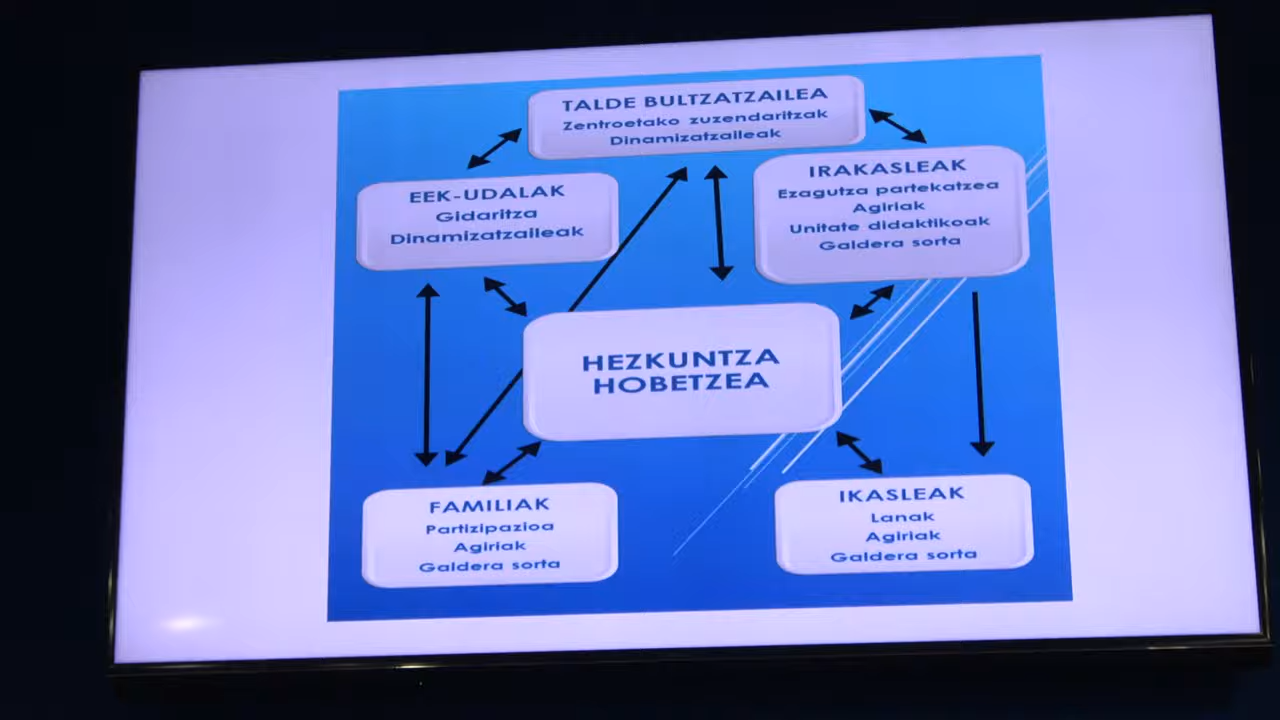 TALDE BULTZATZAILEA
Zentroetako zuzendaritzak
Dinamizatzaileak
EEK-UDALAK
Gidaritza
Dinamizatzaileak
IRAKASLEAK
Ezagutza partekatzea
Agiriak
Unitate didaktikoak
Galdera sorta
HEZKUNTZA
HOBETZEA
FAMILIAK
Partizipazioa
Agiriak
Galdera sorta
IKASLEAK
Lanak
Agiriak
Galdera sorta